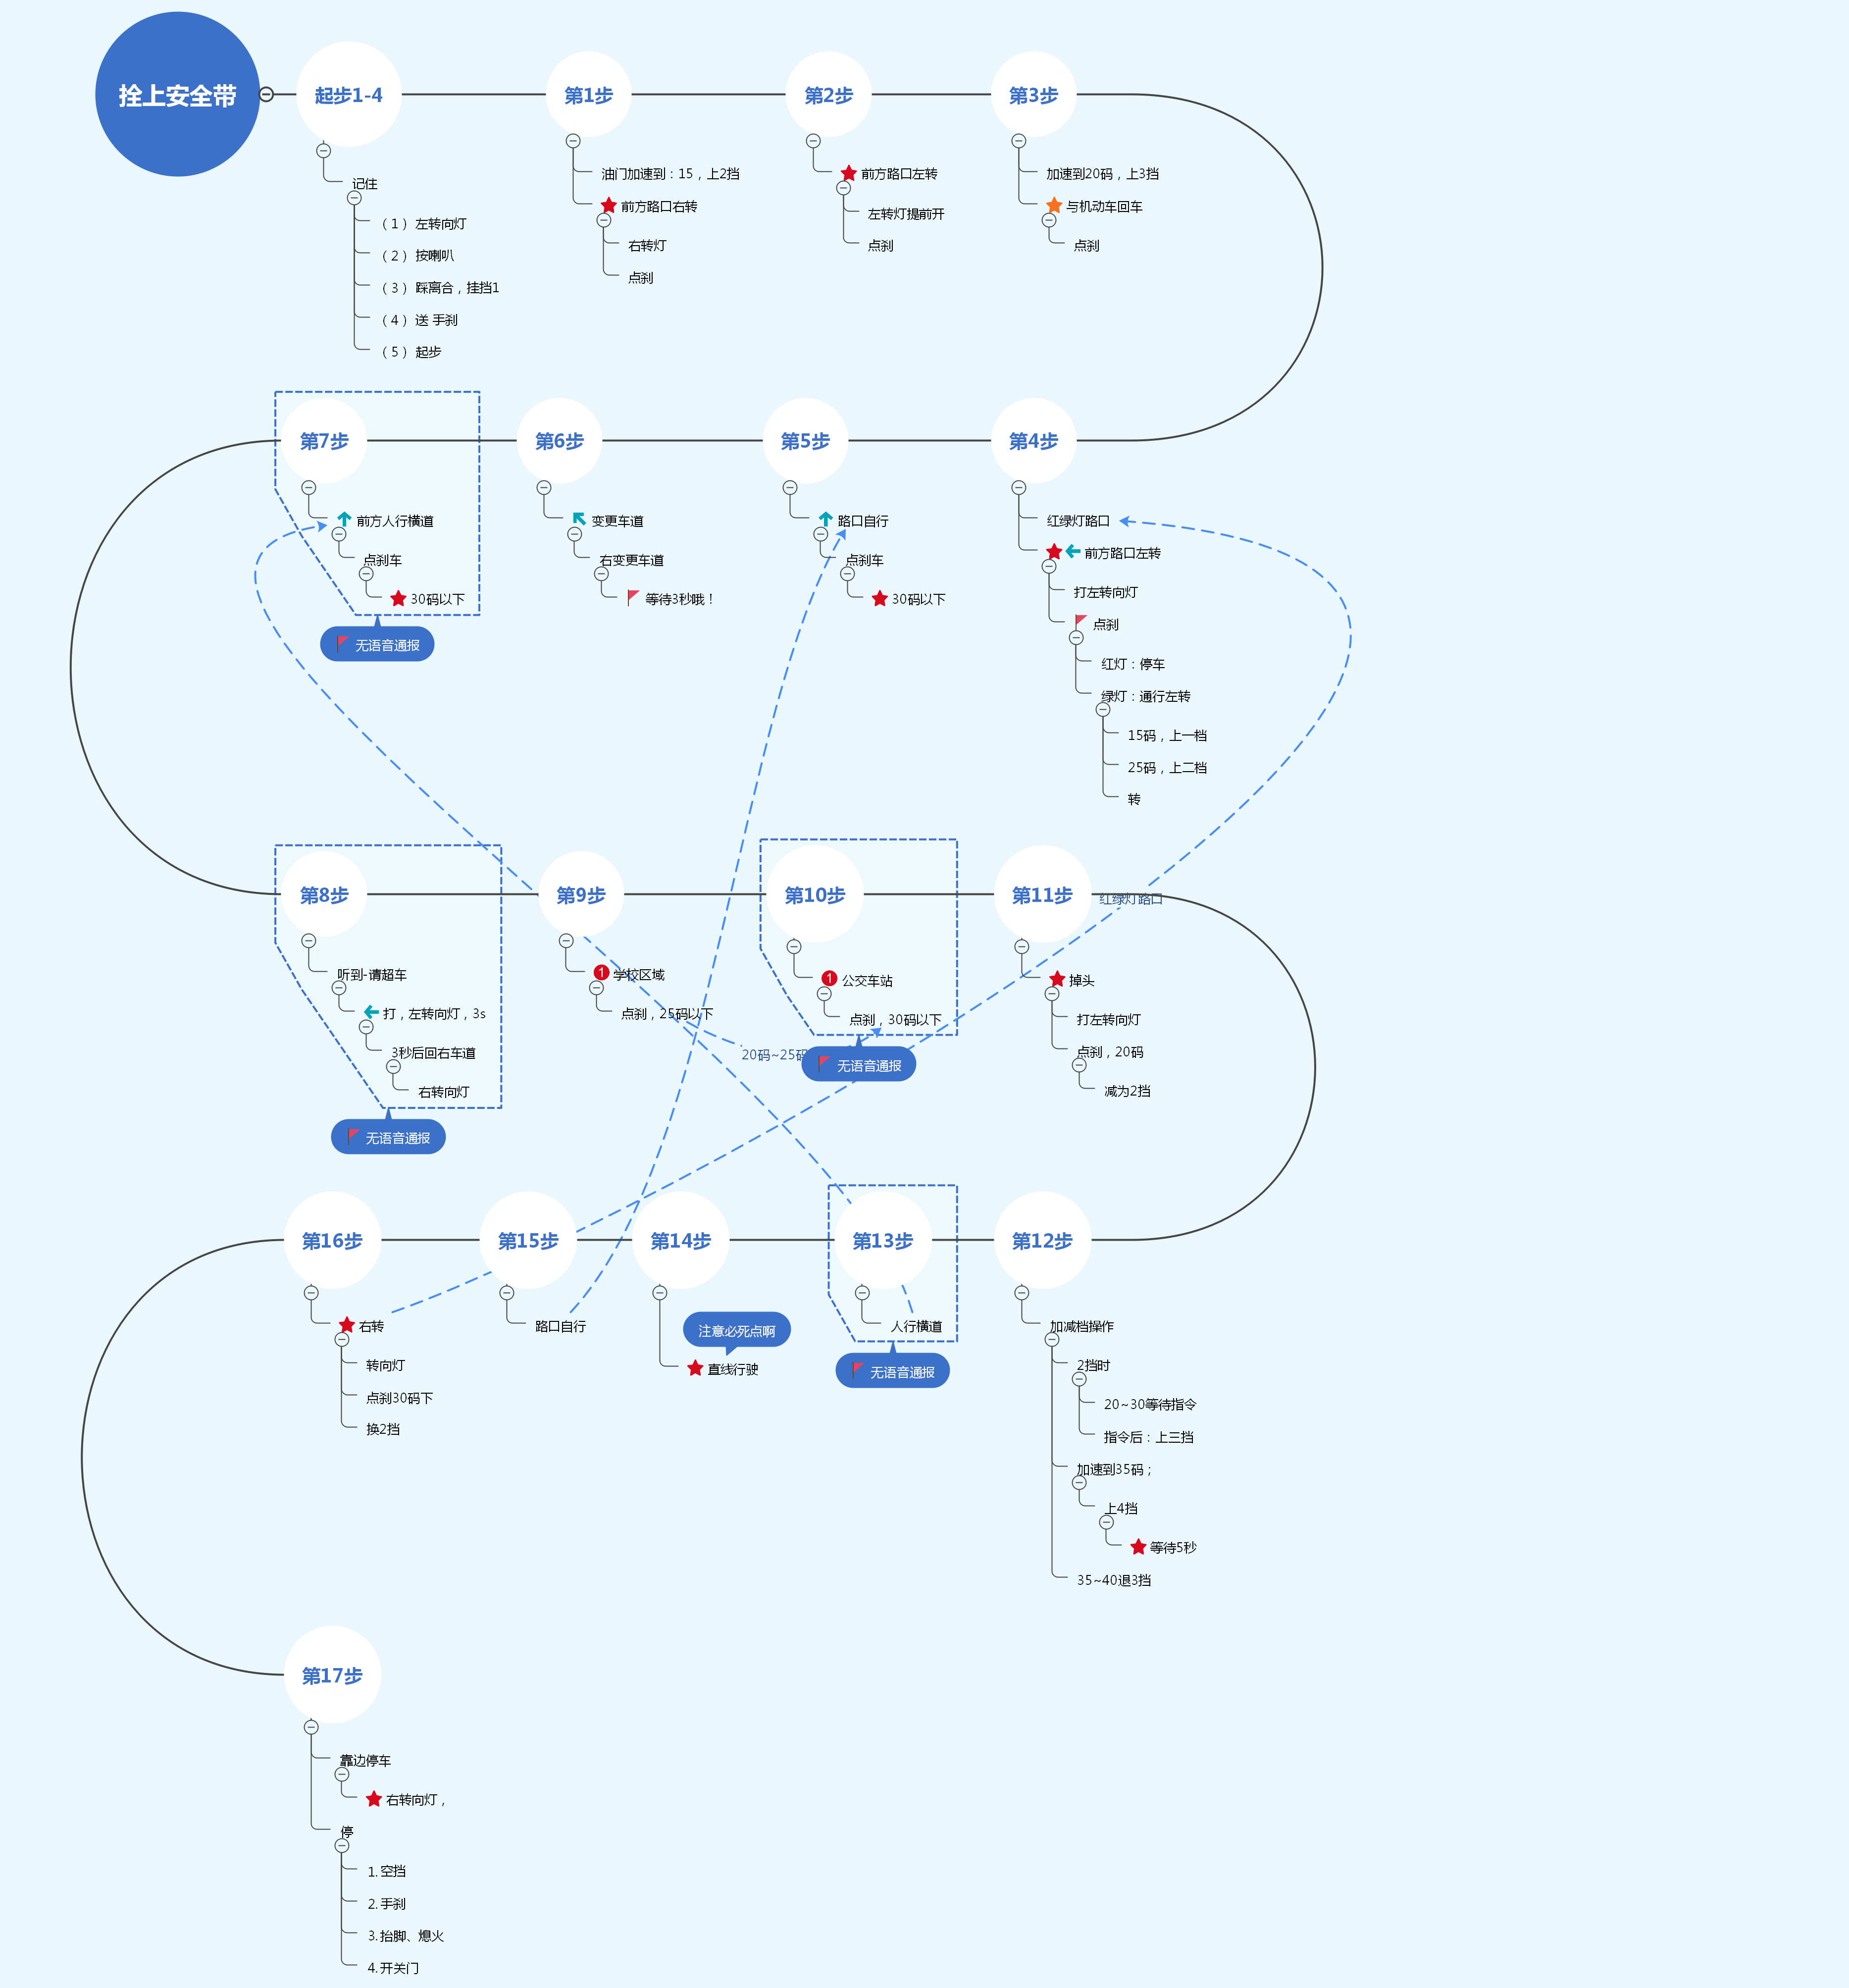 拴上安全带
起步1-4
记住
（1） 左转向灯
（2） 按喇叭
（3） 踩离合，挂挡1
（4） 送 手刹
（5） 起步
第1步
油门加速到：15，上2挡
前方路口右转
右转灯
点刹
第2步
前方路口左转
左转灯提前开
点刹
第3步
加速到20码，上3挡
与机动车回车
点刹
第4步
红绿灯路口
前方路口左转
打左转向灯
点刹
红灯：停车
绿灯：通行左转
15码，上一档
25码，上二档
转
第5步
路口自行
点刹车
30码以下
第6步
变更车道
右变更车道
等待3秒哦！
第7步
前方人行横道
点刹车
30码以下
无语音通报
第8步
听到-请超车
打，左转向灯，3s
3秒后回右车道
右转向灯
无语音通报
第9步
1 学校区域
点刹，25码以下
20码~25码
第10步
1 公交车站
点刹，30码以下
无语音通报
第11步
掉头
打左转向灯
点刹，20码
减为2挡
红绿灯路口
第12步
加减档操作
2挡时
20~30等待指令
指令后：上三挡
加速到35码；
上4挡
等待5秒
35~40退3挡
第13步
人行横道
无语音通报
第14步
注意必死点啊
直线行驶
第15步
路口自行
第16步
右转
转向灯
点刹30码下
换2挡
第17步
靠边停车
右转向灯，
停
1. 空挡
2. 手刹
3. 抬脚、熄火
4. 开关门